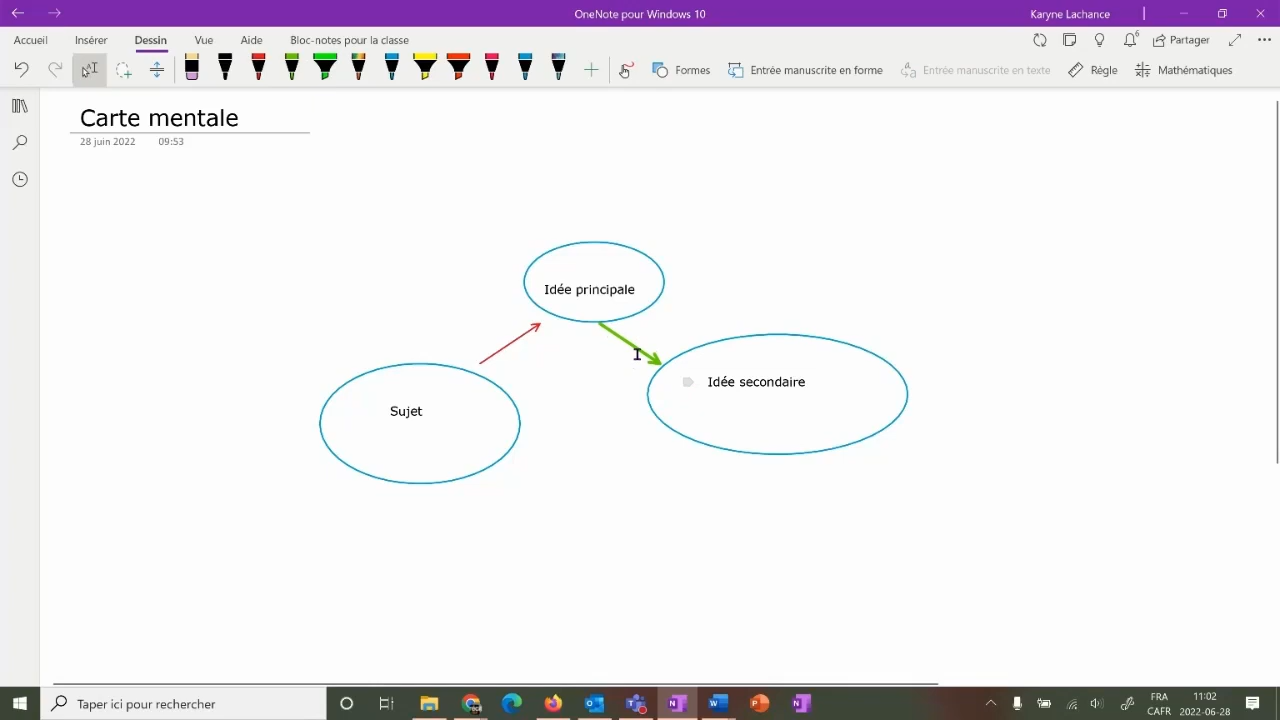 OneNote pour Windows 10
Karyne Lachance
Accueil Insérer Dessin Vue Aide Bloc-notes pour la classe
6 Partager
Formes Entrée manuscrite en forme Entrée manuscrite en texte Règle Mathématiques
Carte mentale
28 juin 2022 09:53
Idée principale
Idée secondaire
Sujet
Taper ici pour rechercher
FRA 11:02
CAFR 2022-06-28